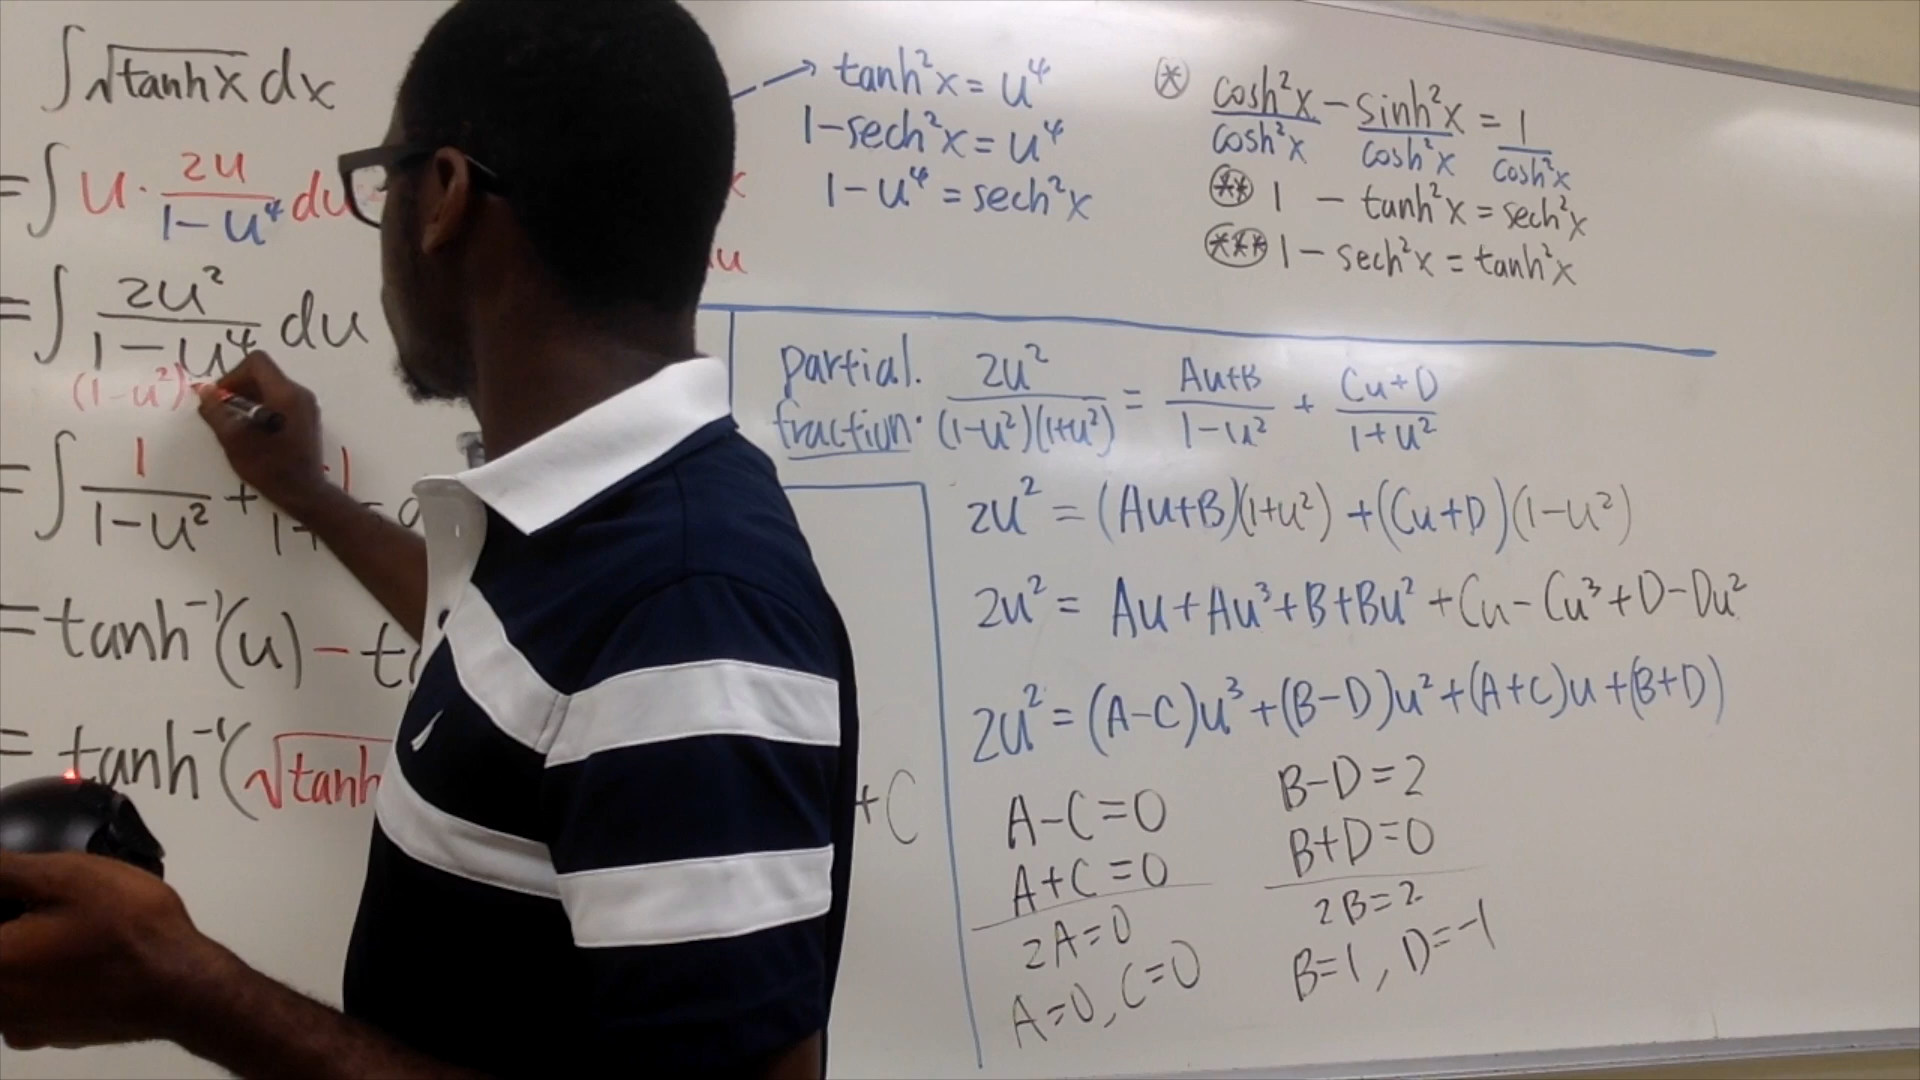 ∫√tanhx dx
= ∫ u · 2u/(1-u⁴) du
= ∫ 2u²/(1-u⁴) du
(1-u²)
= ∫ 1/(1-u²) +
= tanh⁻¹(u) -
= tanh⁻¹(√tanh
+C
tanh²x = u⁴
1-sech²x = u⁴
1-u⁴ = sech²x
⊛ cosh²x/cosh²x - sinh²x/cosh²x = 1/cosh²x
(**) 1 - tanh²x = sech²x
(***) 1 - sech²x = tanh²x
partial. 2u²/((1-u²)(1+u²)) = (Au+B)/(1-u²) + (Cu+D)/(1+u²)
fraction.
2u² = (Au+B)(1+u²) + (Cu+D)(1-u²)
2u² = Au+Au³+B+Bu²+Cu-Cu³+D-Du²
2u² = (A-C)u³+(B-D)u²+(A+C)u+(B+D)
A-C=0
A+C=0
2A=0
A=0, C=0
B-D=2
B+D=0
2B=2
B=1, D=-1